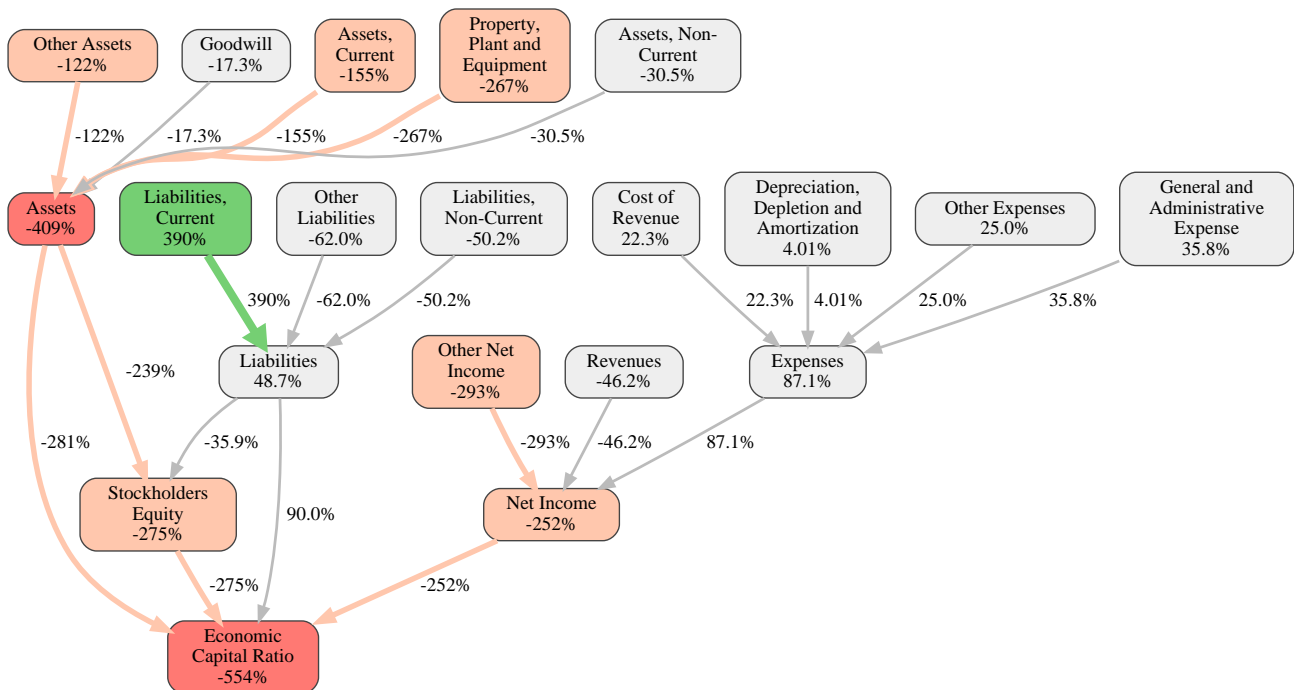 Other Assets
-122%
Goodwill
-17.3%
Assets,
Current
-155%
Property,
Plant and
Equipment
-267%
Assets, Non-
Current
-30.5%
-122%
-17.3%
-155%
-267%
-30.5%
Assets
-409%
Liabilities,
Current
390%
Other
Liabilities
-62.0%
Liabilities,
Non-Current
-50.2%
Cost of
Revenue
22.3%
Depreciation,
Depletion and
Amortization
4.01%
Other Expenses
25.0%
General and
Administrative
Expense
35.8%
390%
-62.0%
-50.2%
22.3%
4.01%
25.0%
35.8%
-239%
Liabilities
48.7%
Other Net
Income
-293%
Revenues
-46.2%
Expenses
87.1%
-281%
-35.9%
-293%
-46.2%
87.1%
Stockholders
Equity
-275%
90.0%
Net Income
-252%
-275%
-252%
Economic
Capital Ratio
-554%